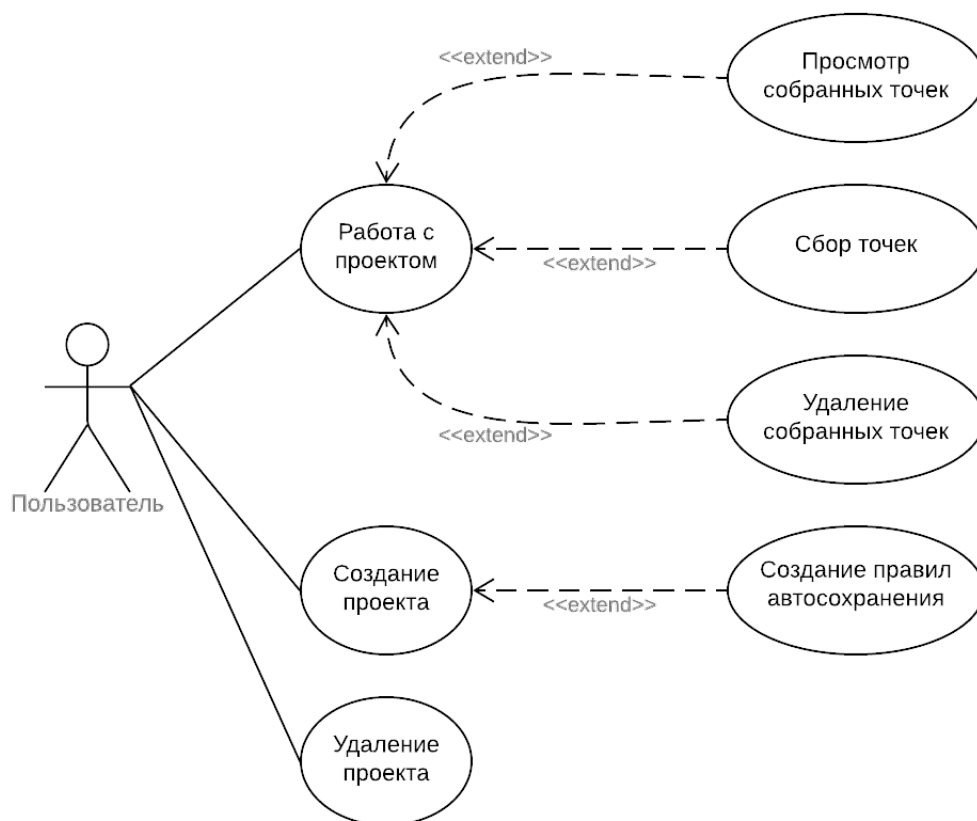 <<extend>>
Просмотр
собранных точек
Работа с
проектом
<<extend>>
Сбор точек
<<extend>>
Удаление
собранных точек
Пользователь
Создание
проекта
<<extend>>
Создание правил
автосохранения
Удаление
проекта